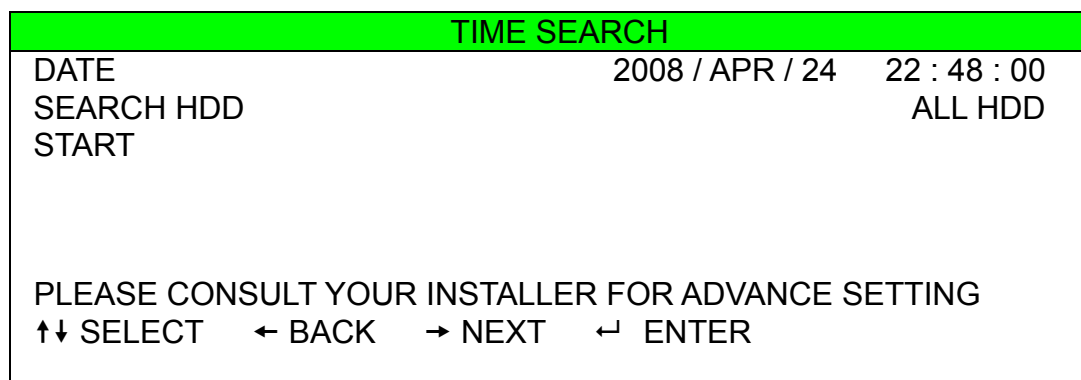 TIME SEARCH
DATE 2008 / APR / 24 22 : 48 : 00
SEARCH HDD ALL HDD
START
PLEASE CONSULT YOUR INSTALLER FOR ADVANCE SETTING
↑↓ SELECT ← BACK → NEXT ↵ ENTER